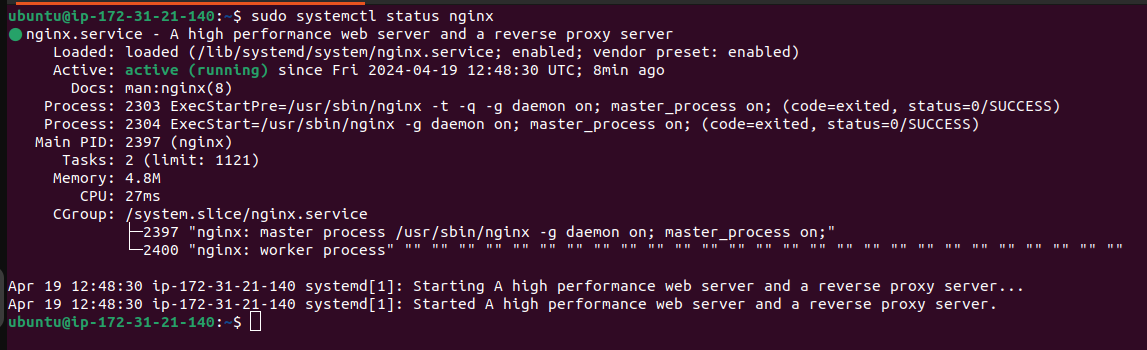 ubuntu@ip-172-31-21-140:~$ sudo systemctl status nginx
● nginx.service - A high performance web server and a reverse proxy server
     Loaded: loaded (/lib/systemd/system/nginx.service; enabled; vendor preset: enabled)
     Active: active (running) since Fri 2024-04-19 12:48:30 UTC; 8min ago
       Docs: man:nginx(8)
    Process: 2303 ExecStartPre=/usr/sbin/nginx -t -q -g daemon on; master_process on; (code=exited, status=0/SUCCESS)
    Process: 2304 ExecStart=/usr/sbin/nginx -g daemon on; master_process on; (code=exited, status=0/SUCCESS)
   Main PID: 2397 (nginx)
      Tasks: 2 (limit: 1121)
     Memory: 4.8M
        CPU: 27ms
     CGroup: /system.slice/nginx.service
             ├─2397 "nginx: master process /usr/sbin/nginx -g daemon on; master_process on;"
             └─2400 "nginx: worker process" "" "" "" "" "" "" "" "" "" "" "" "" "" "" "" "" "" "" "" "" "" "" "" "" "" "" ""

Apr 19 12:48:30 ip-172-31-21-140 systemd[1]: Starting A high performance web server and a reverse proxy server...
Apr 19 12:48:30 ip-172-31-21-140 systemd[1]: Started A high performance web server and a reverse proxy server.
ubuntu@ip-172-31-21-140:~$